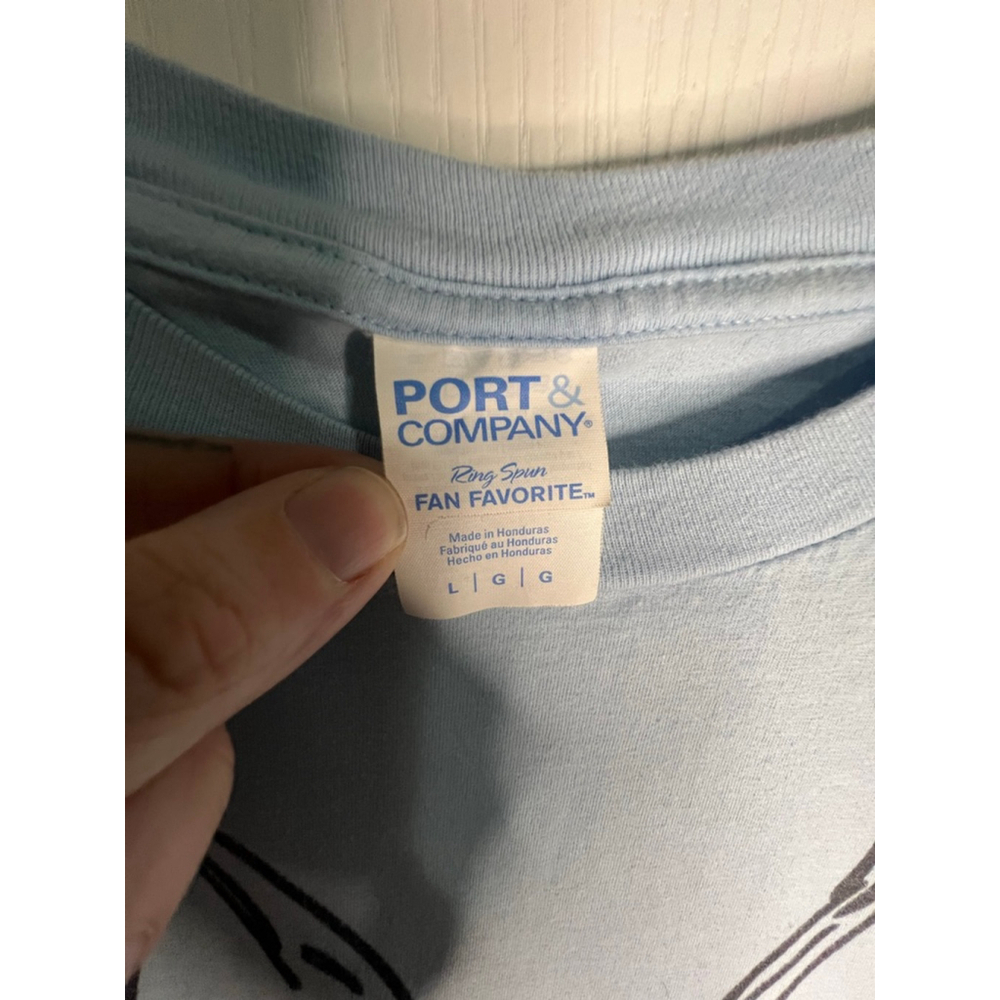 PORT &
COMPANY®
Ring Spun
FAN FAVORITE™
Made in Honduras
Fabriqué au Honduras
Hecho en Honduras
L | G | G